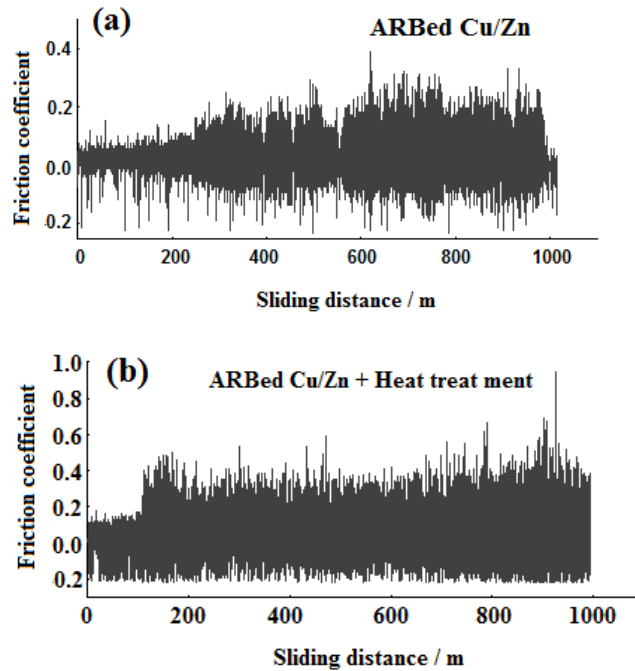 (a)
ARBed Cu/Zn
Friction coefficient
0.4
0.2
0.0
0.2
0 200 400 600 800 1000
Sliding distance / m
(b)
ARBed Cu/Zn + Heat treat ment
Friction coefficient
1.0
0.8
0.6
0.4
0.2
0.0
0.2
0 200 400 600 800 1000
Sliding distance / m